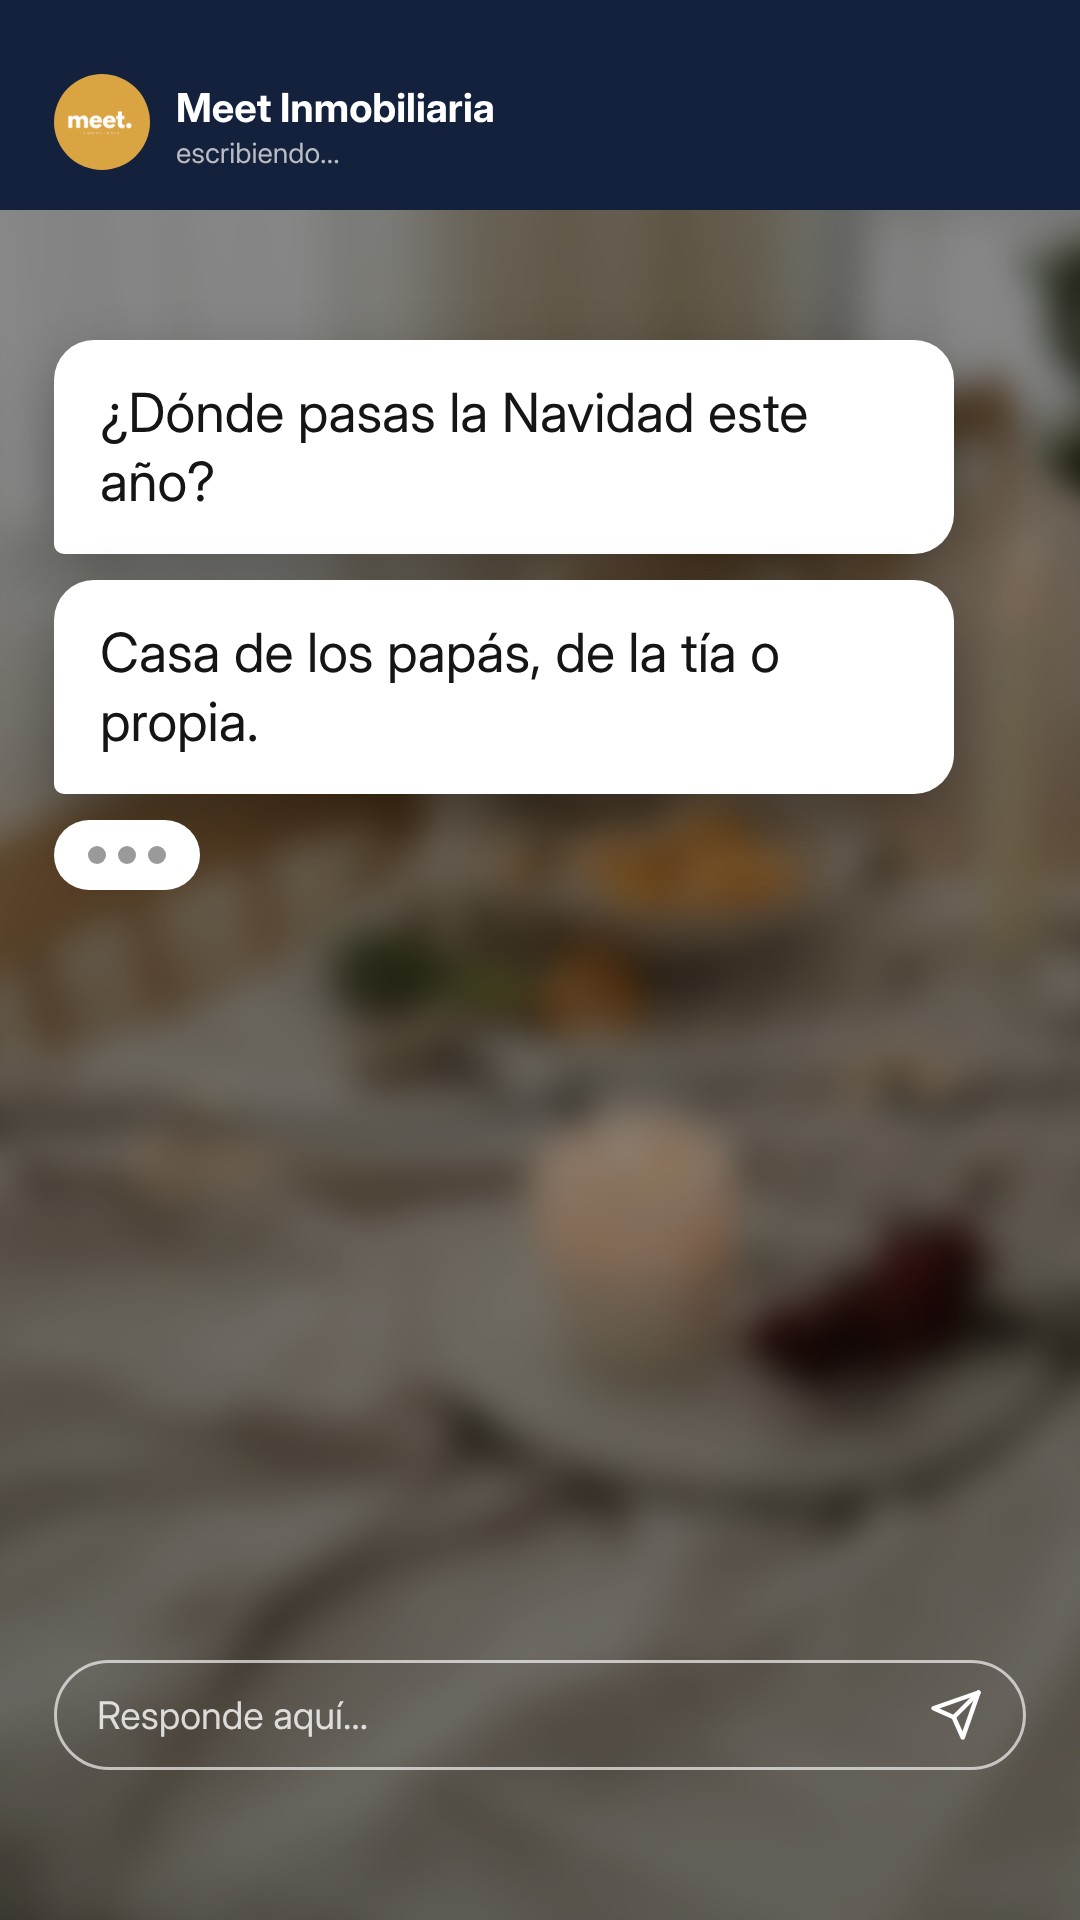 meet.
Meet Inmobiliaria
escribiendo...
¿Dónde pasas la Navidad este
año?
Casa de los papás, de la tía o
propia.
Responde aquí...